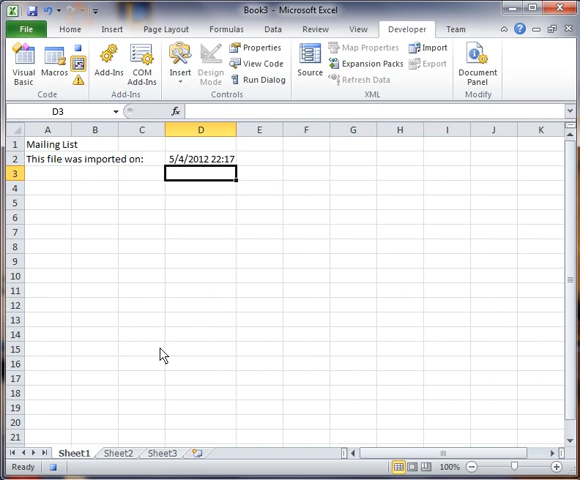 Book3 - Microsoft Excel
File Home Insert Page Layout Formulas Data Review View Developer Team
Visual Basic
Macros
Code
Add-Ins
COM Add-Ins
Add-Ins
Insert
Design Mode
Properties
View Code
Run Dialog
Controls
Source
Map Properties
Expansion Packs
Refresh Data
Import
Export
XML
Document Panel
Modify
D3 fx
A B C D E F G H I J K
1 Mailing List
2 This file was imported on: 5/4/2012 22:17
3
4
5
6
7
8
9
10
11
12
13
14
15
16
17
18
19
20
21
Sheet1 Sheet2 Sheet3
Ready 100%